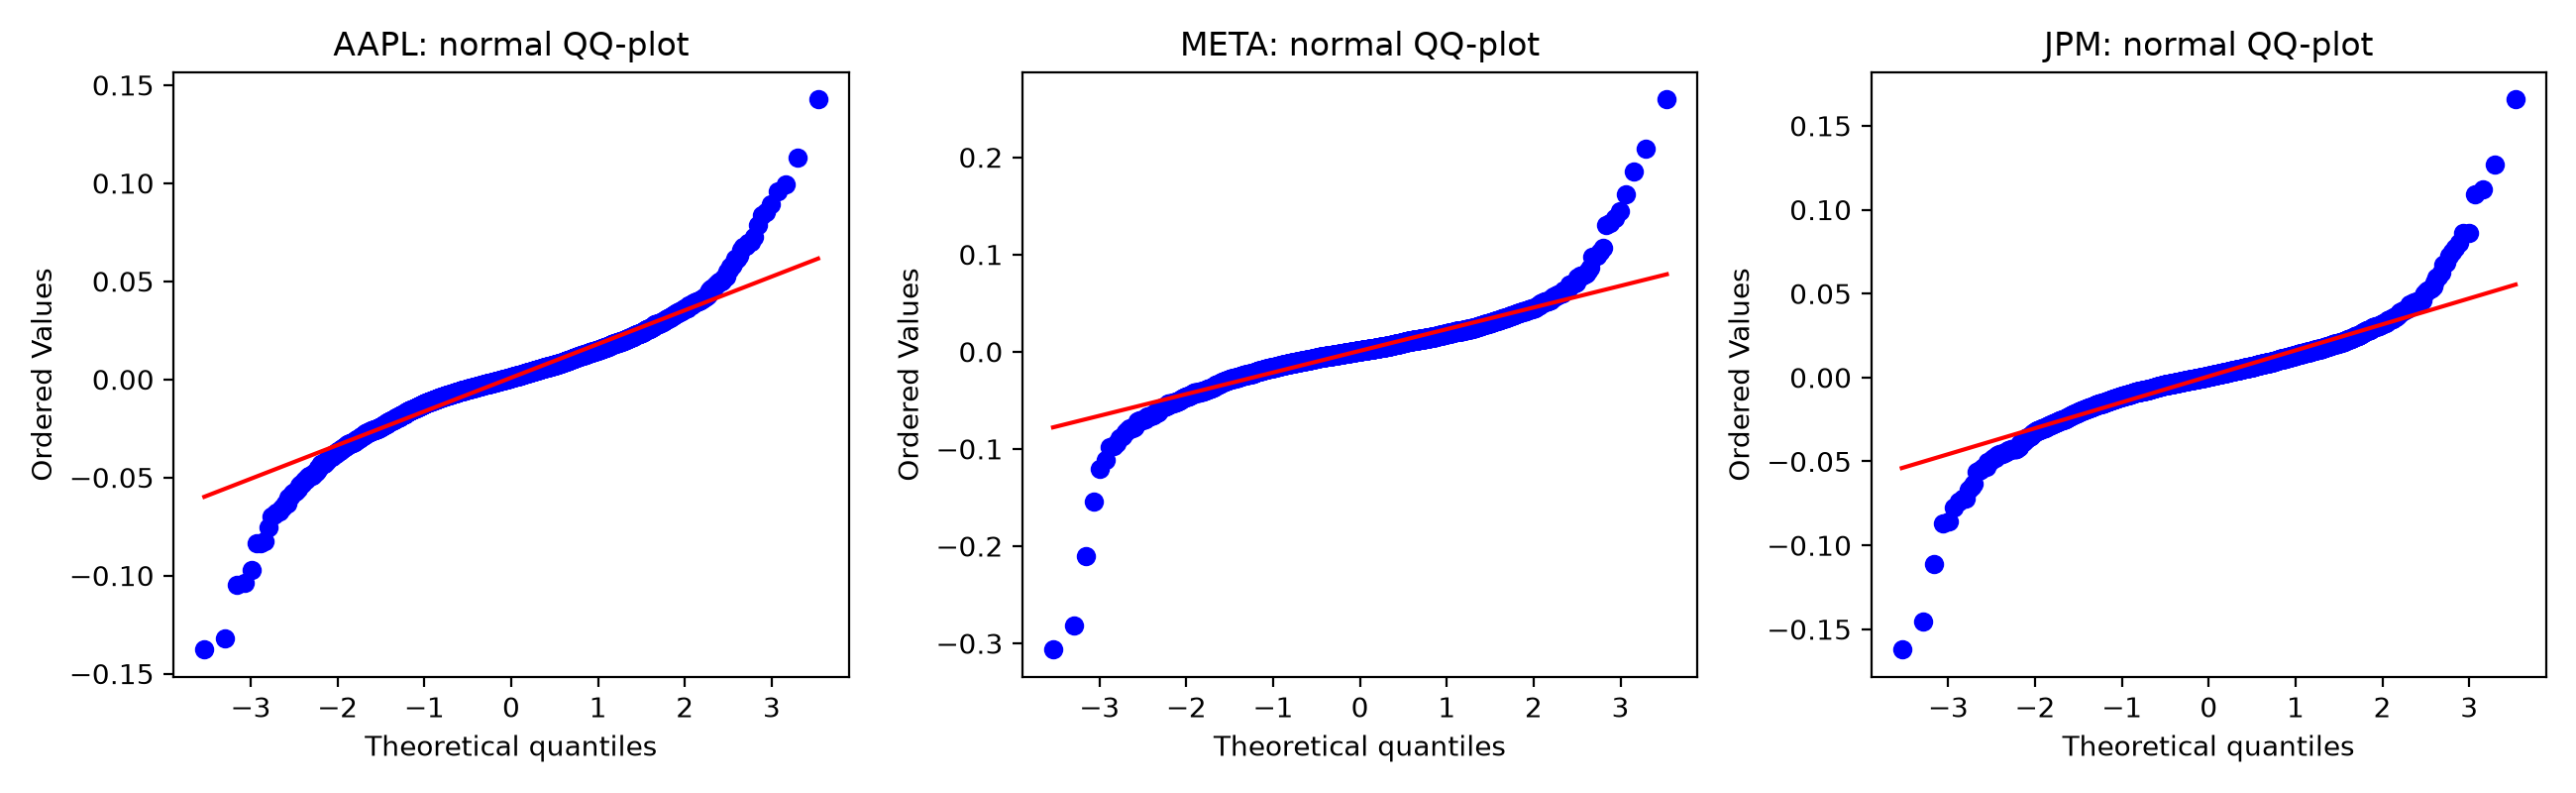 AAPL: normal QQ-plot
0.15
0.10
0.05
0.00
−0.05
−0.10
−0.15
Ordered Values
−3 −2 −1 0 1 2 3
Theoretical quantiles
META: normal QQ-plot
0.2
0.1
0.0
−0.1
−0.2
−0.3
Ordered Values
−3 −2 −1 0 1 2 3
Theoretical quantiles
JPM: normal QQ-plot
0.15
0.10
0.05
0.00
−0.05
−0.10
−0.15
Ordered Values
−3 −2 −1 0 1 2 3
Theoretical quantiles